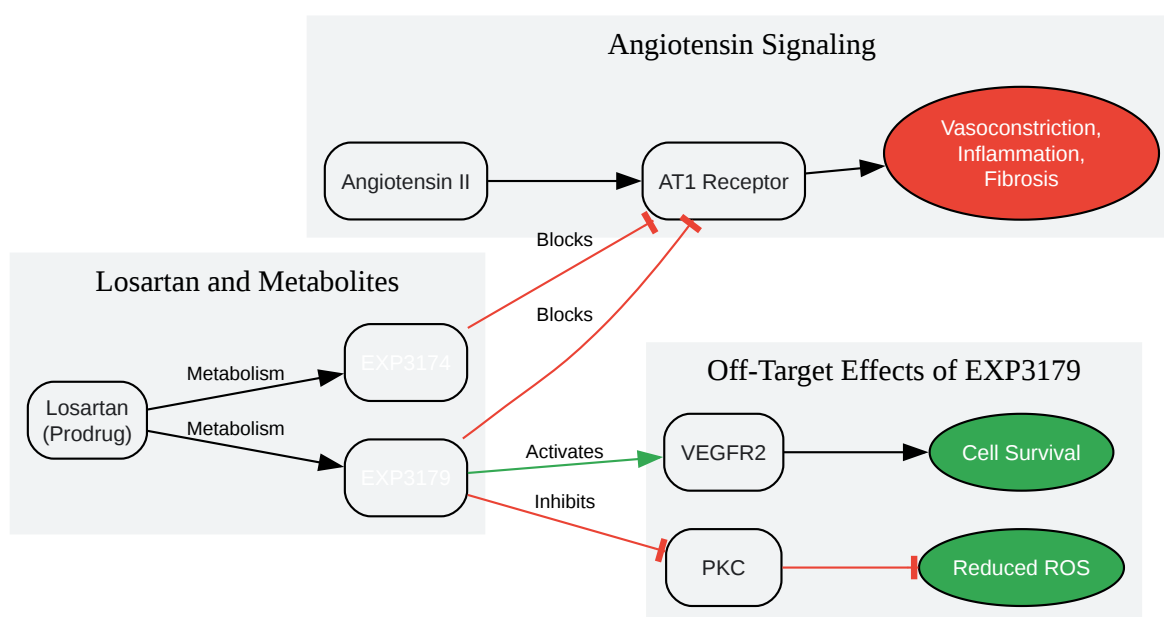 Angiotensin Signaling
Vasoconstriction,
Inflammation,
Fibrosis
Angiotensin II
AT1 Receptor
Blocks
Losartan and Metabolites
Blocks
EXP3174
Metabolism
Off-Target Effects of EXP3179
Losartan
(Prodrug)
Metabolism
Activates
VEGFR2
Cell Survival
EXP3179
Inhibits
PKC
Reduced ROS